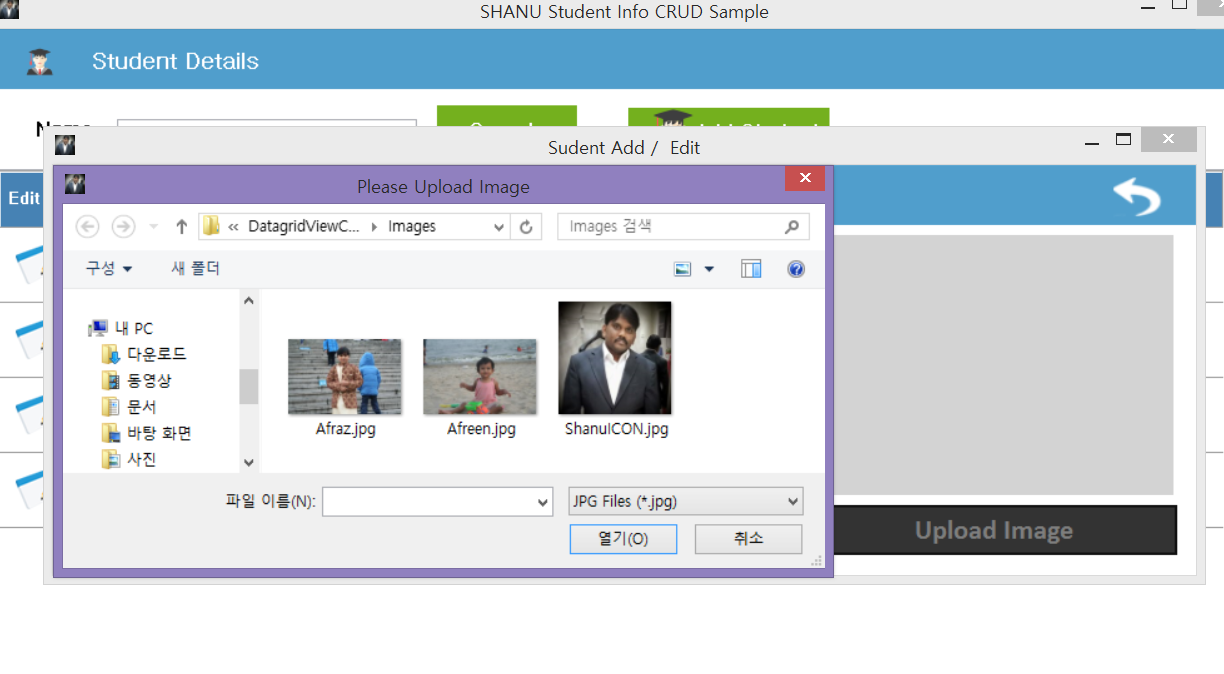 SHANU Student Info CRUD Sample
Student Details
Sudent Add / Edit
Edit
Please Upload Image
« DatagridViewC... Images
Images 검색
구성 새 폴더
내 PC
다운로드
동영상
문서
바탕 화면
사진
Afraz.jpg Afreen.jpg ShanuICON.jpg
파일 이름(N): JPG Files (*.jpg)
열기(O) 취소
Upload Image